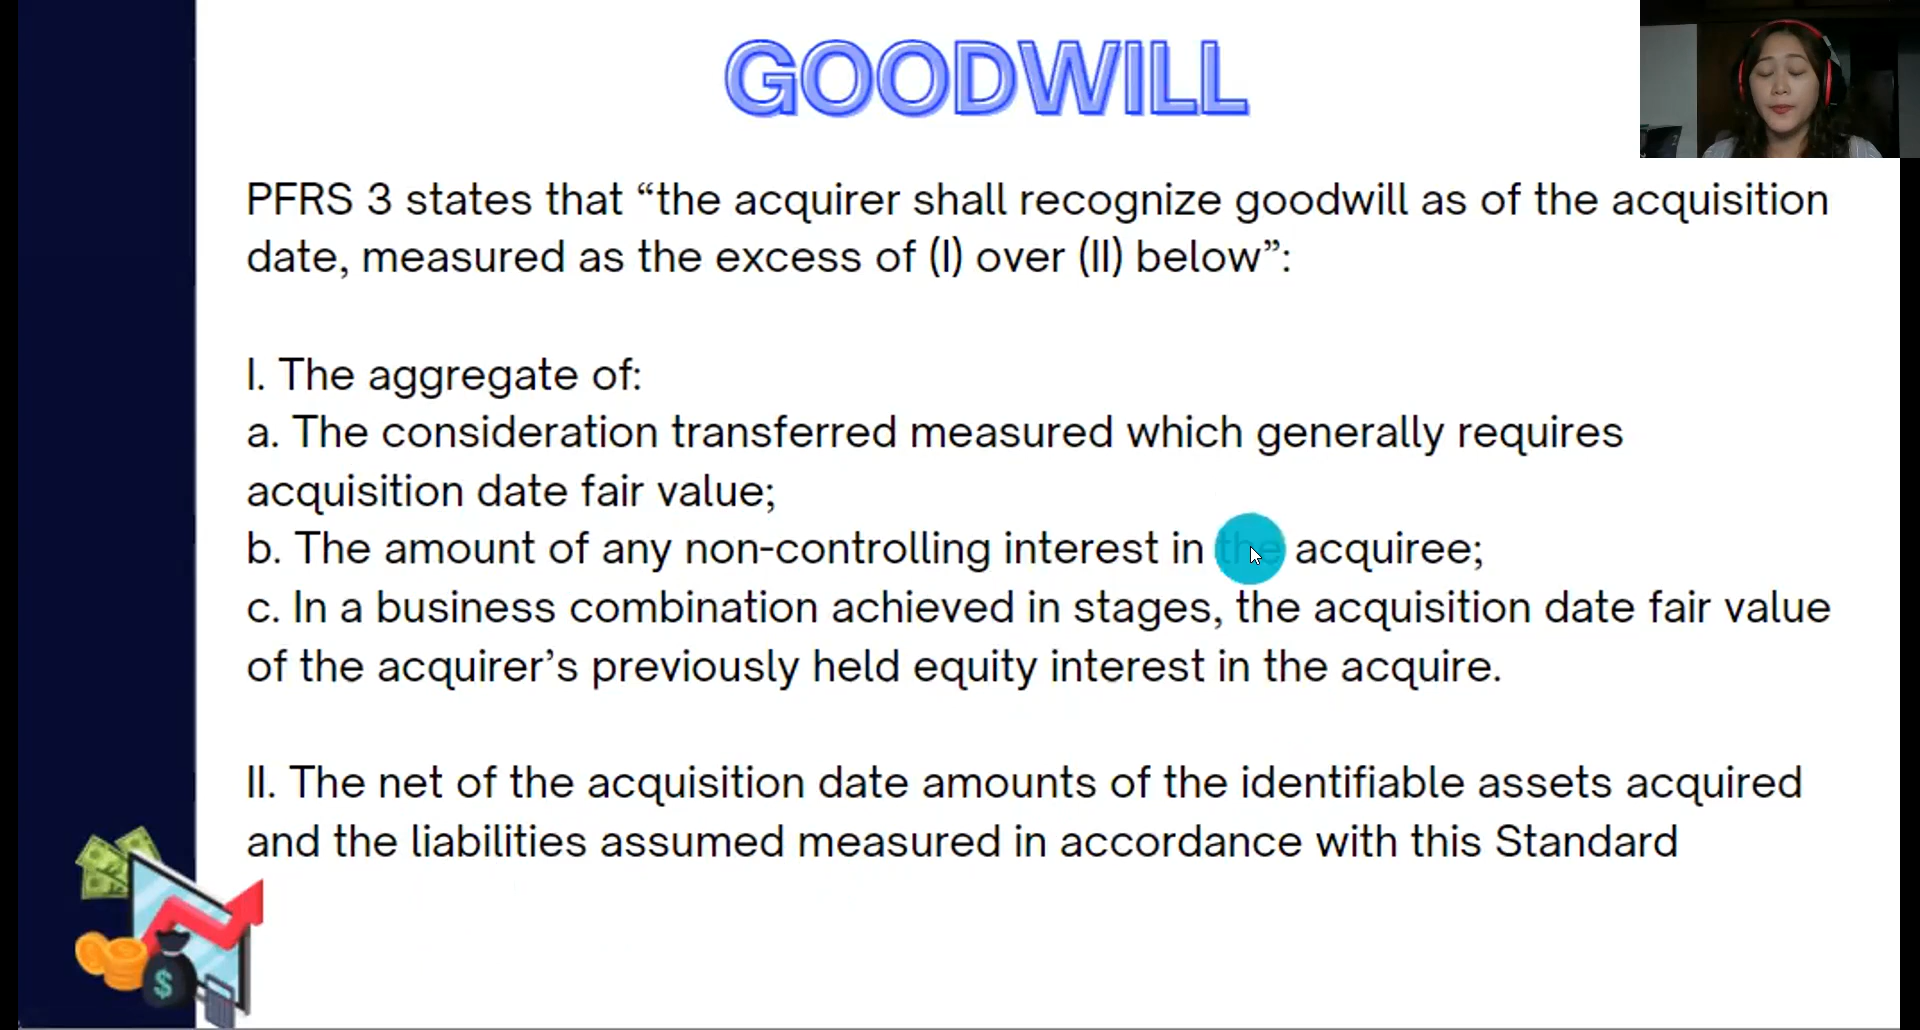 GOODWILL
PFRS 3 states that “the acquirer shall recognize goodwill as of the acquisition
date, measured as the excess of (I) over (II) below”:
I. The aggregate of:
a. The consideration transferred measured which generally requires
acquisition date fair value;
b. The amount of any non-controlling interest in the acquiree;
c. In a business combination achieved in stages, the acquisition date fair value
of the acquirer’s previously held equity interest in the acquire.
II. The net of the acquisition date amounts of the identifiable assets acquired
and the liabilities assumed measured in accordance with this Standard
$